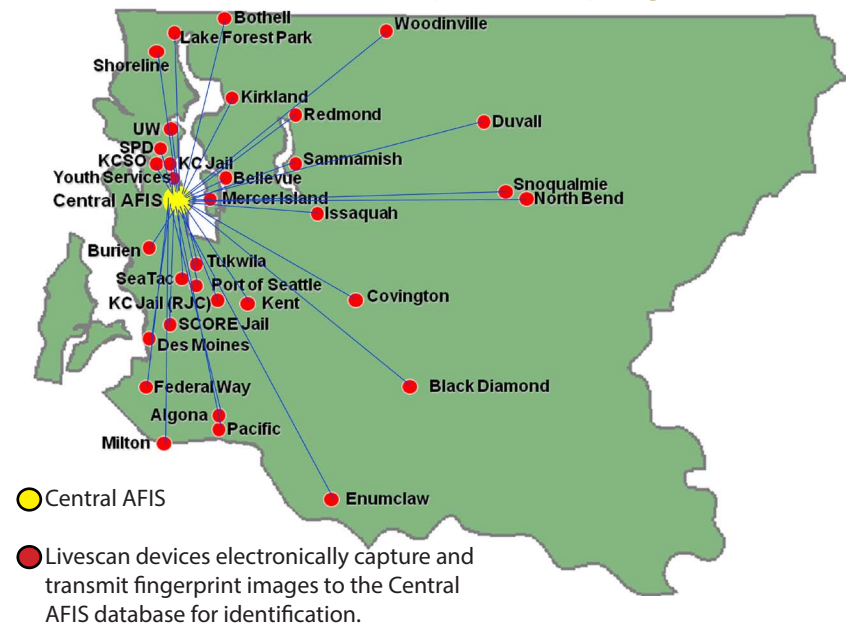 Bothell
Woodinville
Lake Forest Park
Shoreline
Kirkland
Redmond
Duvall
UW
SPD
KCSO
KC Jail
Sammamish
Youth Services
Bellevue
Snoqualmie
Central AFIS
Mercer Island
North Bend
Issaquah
Burien
Tukwila
SeaTac
Port of Seattle
KC Jail (RJC)
Kent
Covington
SCORE Jail
Des Moines
Federal Way
Black Diamond
Algona
Pacific
Milton
Enumclaw
Central AFIS
Livescan devices electronically capture and
transmit fingerprint images to the Central
AFIS database for identification.